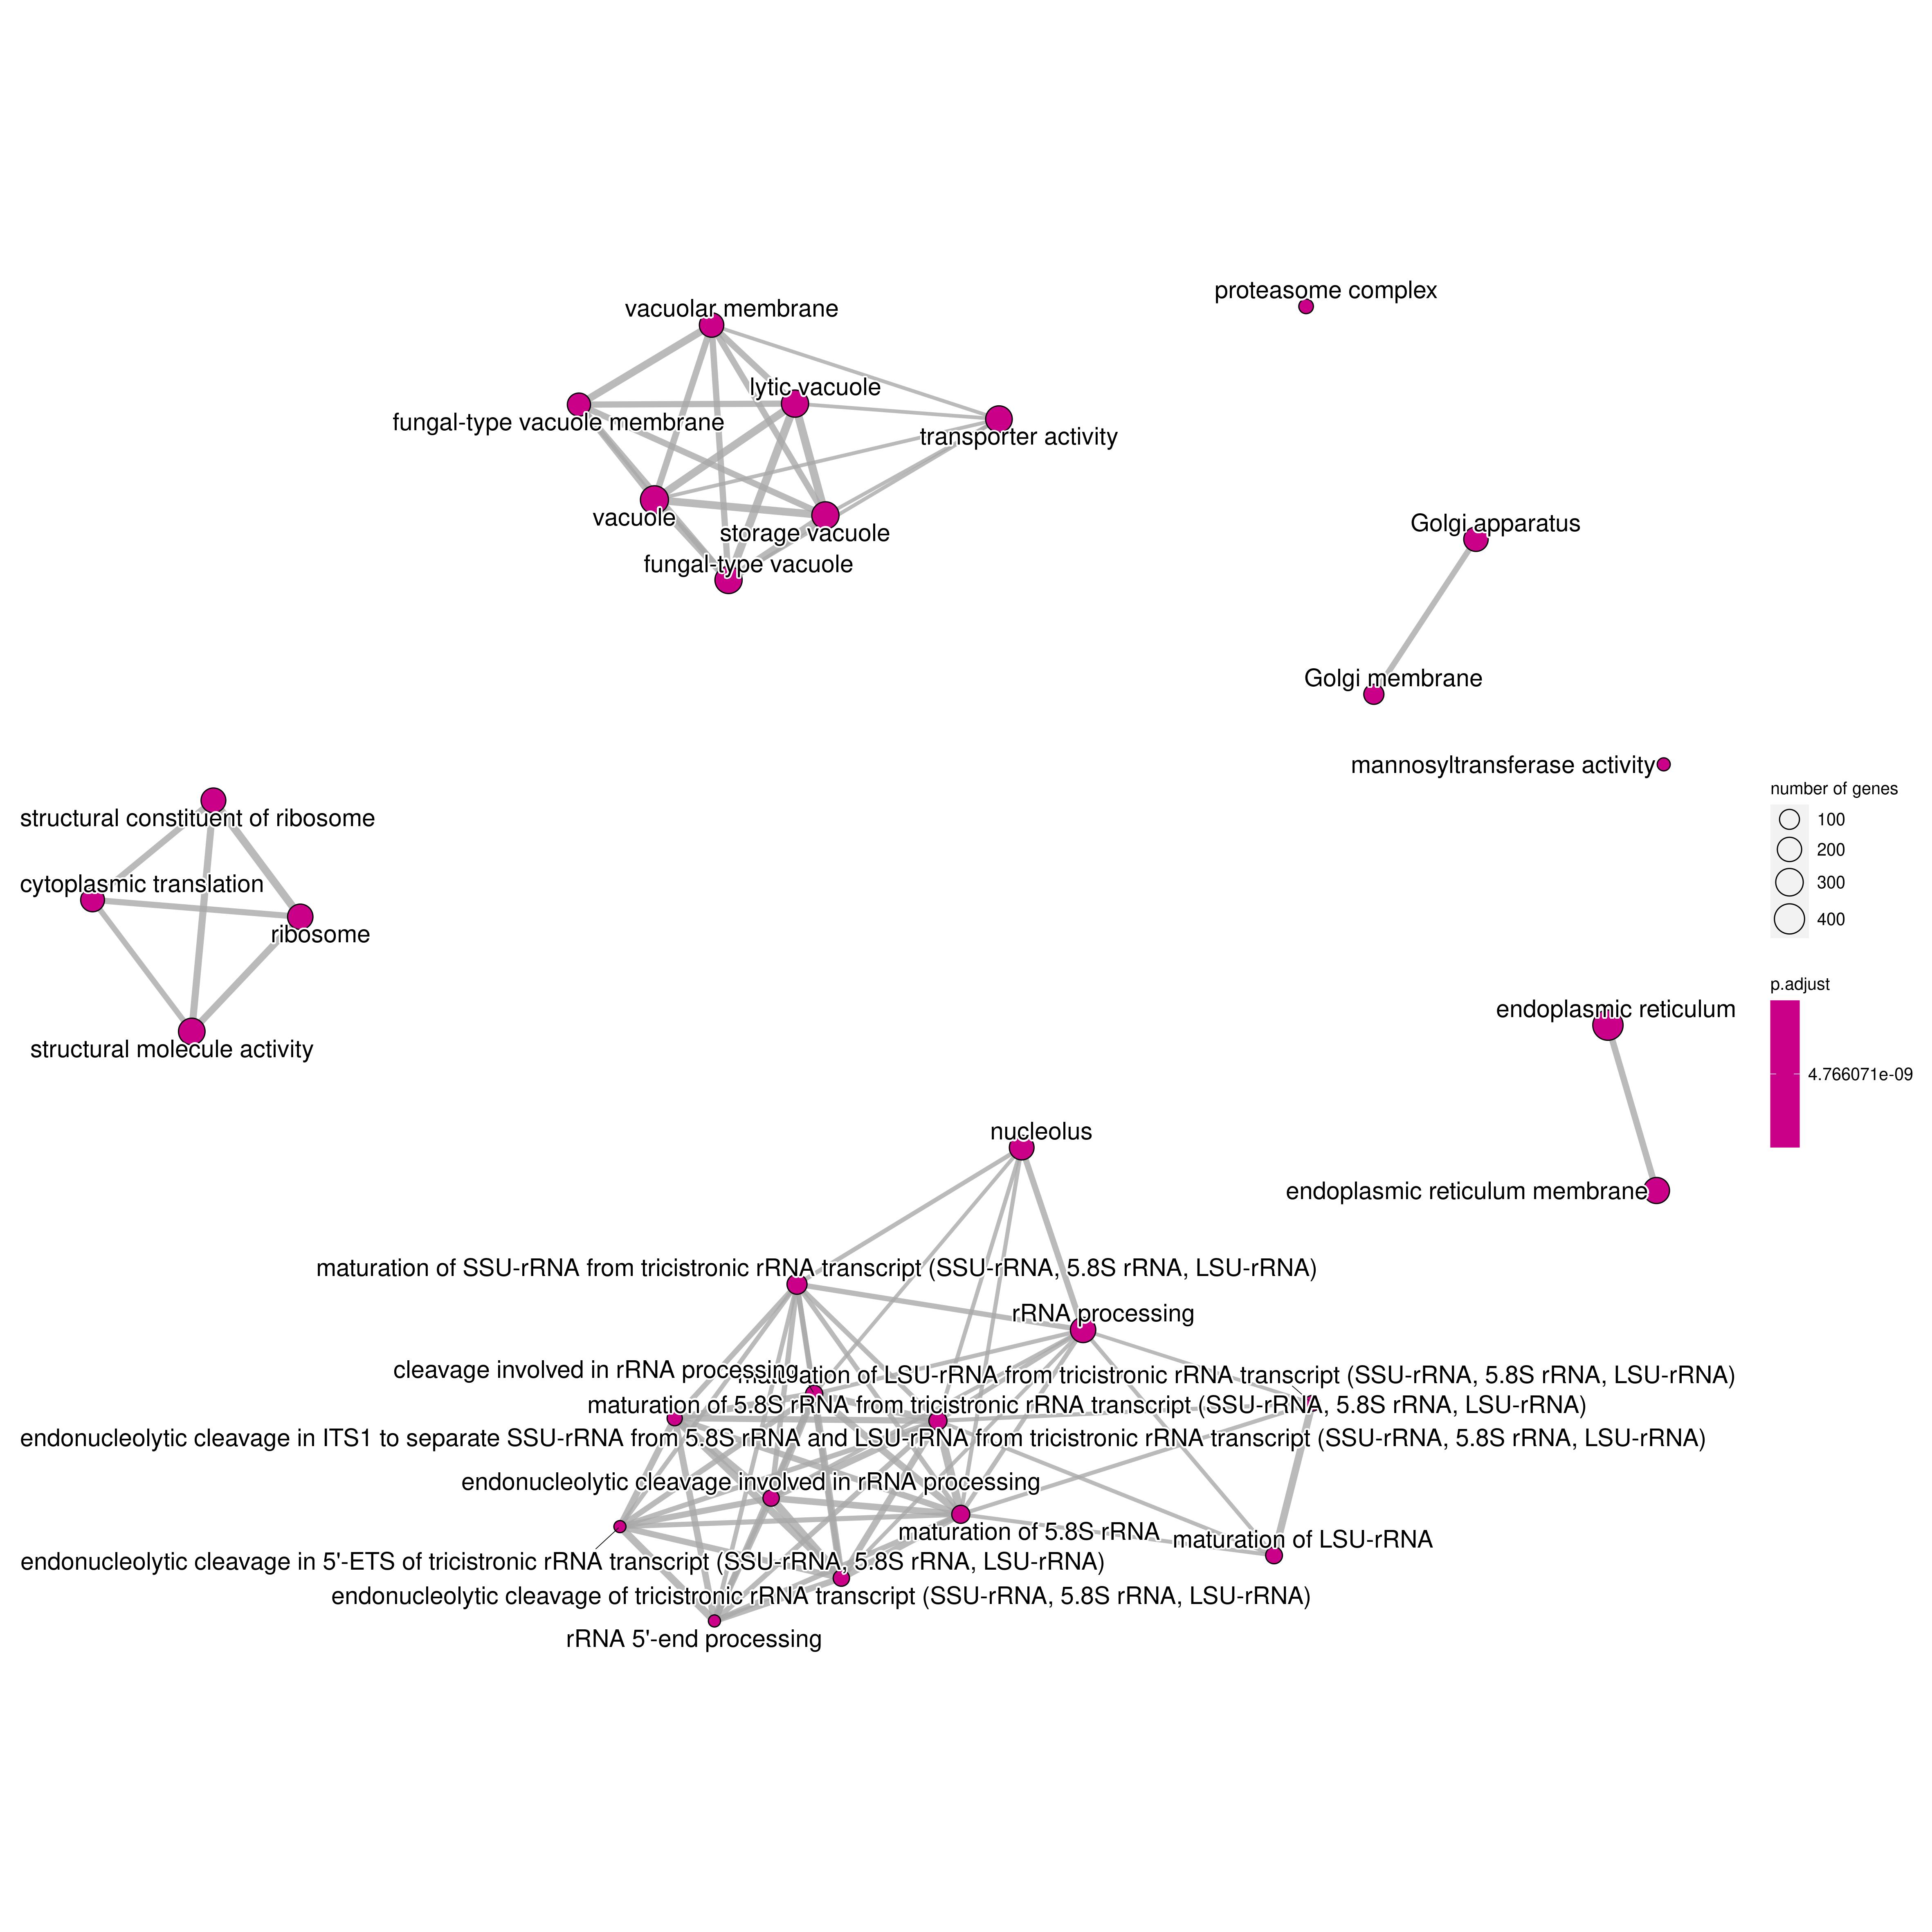 proteasome complex
vacuolar membrane
lytic vacuole
fungal-type vacuole membrane
transporter activity
vacuole
storage vacuole
fungal-type vacuole
Golgi apparatus
Golgi membrane
mannosyltransferase activity
structural constituent of ribosome
cytoplasmic translation
ribosome
structural molecule activity
number of genes
100
200
300
400
p.adjust
4.766071e-09
endoplasmic reticulum
endoplasmic reticulum membrane
nucleolus
maturation of SSU-rRNA from tricistronic rRNA transcript (SSU-rRNA, 5.8S rRNA, LSU-rRNA)
rRNA processing
cleavage involved in rRNA processing
maturation of LSU-rRNA from tricistronic rRNA transcript (SSU-rRNA, 5.8S rRNA, LSU-rRNA)
maturation of 5.8S rRNA from tricistronic rRNA transcript (SSU-rRNA, 5.8S rRNA, LSU-rRNA)
endonucleolytic cleavage in ITS1 to separate SSU-rRNA from 5.8S rRNA and LSU-rRNA from tricistronic rRNA transcript (SSU-rRNA, 5.8S rRNA, LSU-rRNA)
endonucleolytic cleavage involved in rRNA processing
maturation of 5.8S rRNA
maturation of LSU-rRNA
endonucleolytic cleavage in 5'-ETS of tricistronic rRNA transcript (SSU-rRNA, 5.8S rRNA, LSU-rRNA)
endonucleolytic cleavage of tricistronic rRNA transcript (SSU-rRNA, 5.8S rRNA, LSU-rRNA)
rRNA 5'-end processing